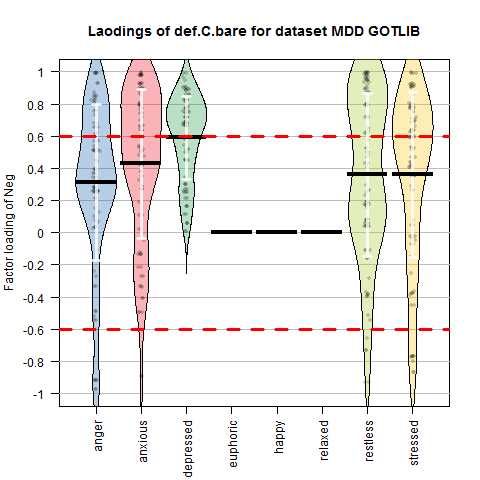 Laodings of def.C.bare for dataset MDD GOTLIB
Factor loading of Neg
1
0.8
0.6
0.4
0.2
0
-0.2
-0.4
-0.6
-0.8
-1
anger
anxious
depressed
euphoric
happy
relaxed
restless
stressed